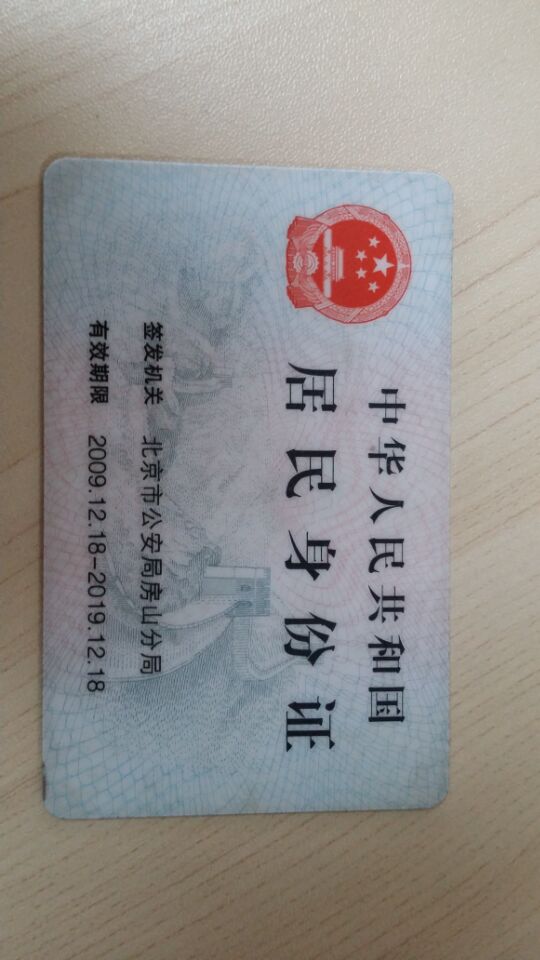 中华人民共和国
居民身份证
签发机关 北京市公安局房山分局
有效期限 2009.12.18-2019.12.18